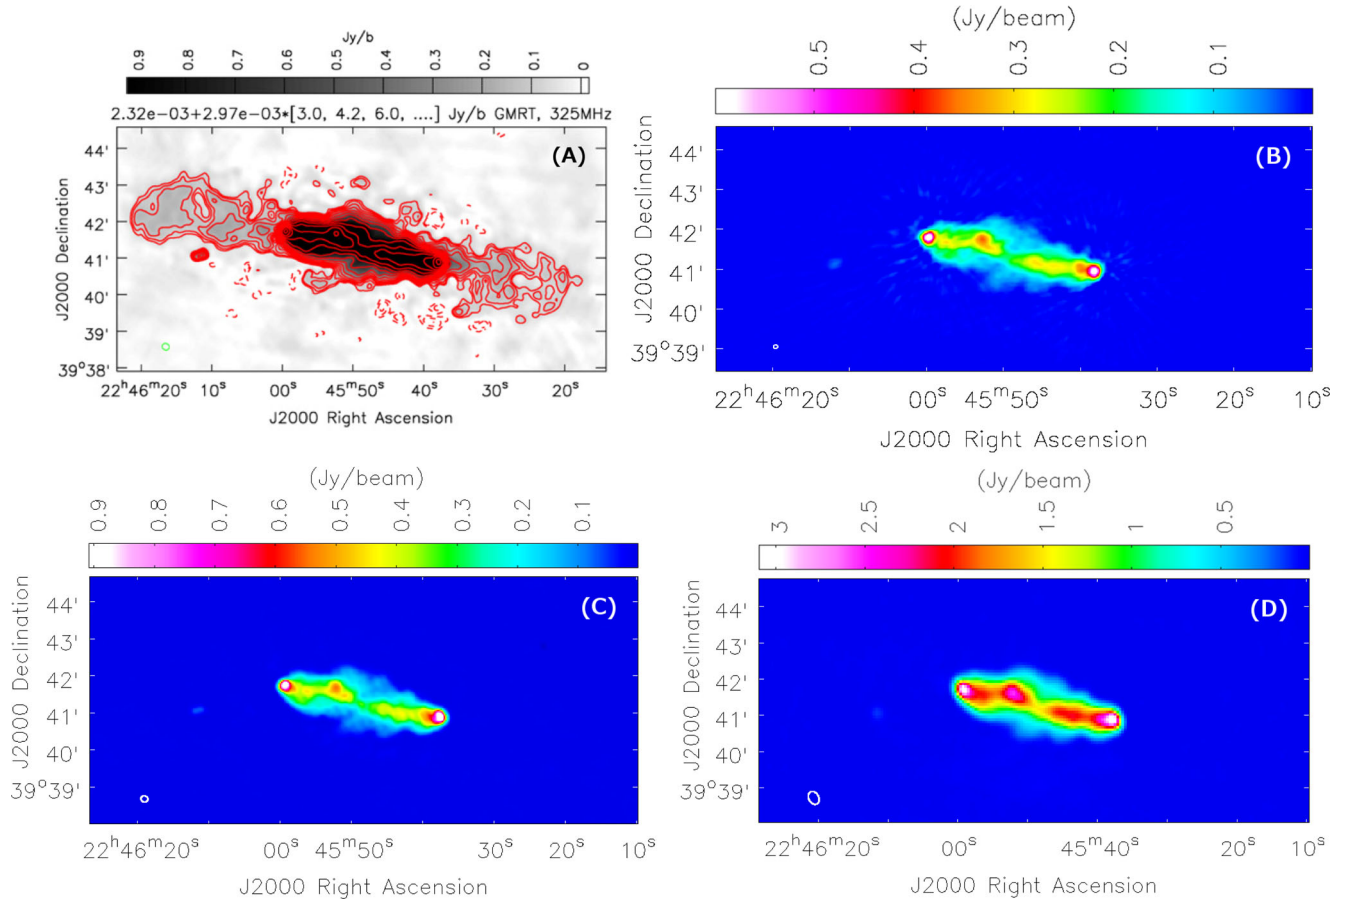 Jy/b
0.9 0.8 0.7 0.6 0.5 0.4 0.3 0.2 0.1 0
2.32e−03+2.97e−03*[3.0, 4.2, 6.0, ....] Jy/b GMRT, 325MHz
(A)
J2000 Declination
44'
43'
42'
41'
40'
39'
39°38'
22h46m20s 10s 00s 45m50s 40s 30s 20s
J2000 Right Ascension
(Jy/beam)
0.5 0.4 0.3 0.2 0.1
(B)
J2000 Declination
44'
43'
42'
41'
40'
39°39'
22h46m20s 00s 45m50s 30s 20s 10s
J2000 Right Ascension
(Jy/beam)
0.9 0.8 0.7 0.6 0.5 0.4 0.3 0.2 0.1
(C)
J2000 Declination
44'
43'
42'
41'
40'
39°39'
22h46m20s 00s 45m50s 30s 20s 10s
J2000 Right Ascension
(Jy/beam)
3 2.5 2 1.5 1 0.5
(D)
J2000 Declination
44'
43'
42'
41'
40'
39°39'
22h46m20s 00s 45m40s 20s 10s
J2000 Right Ascension